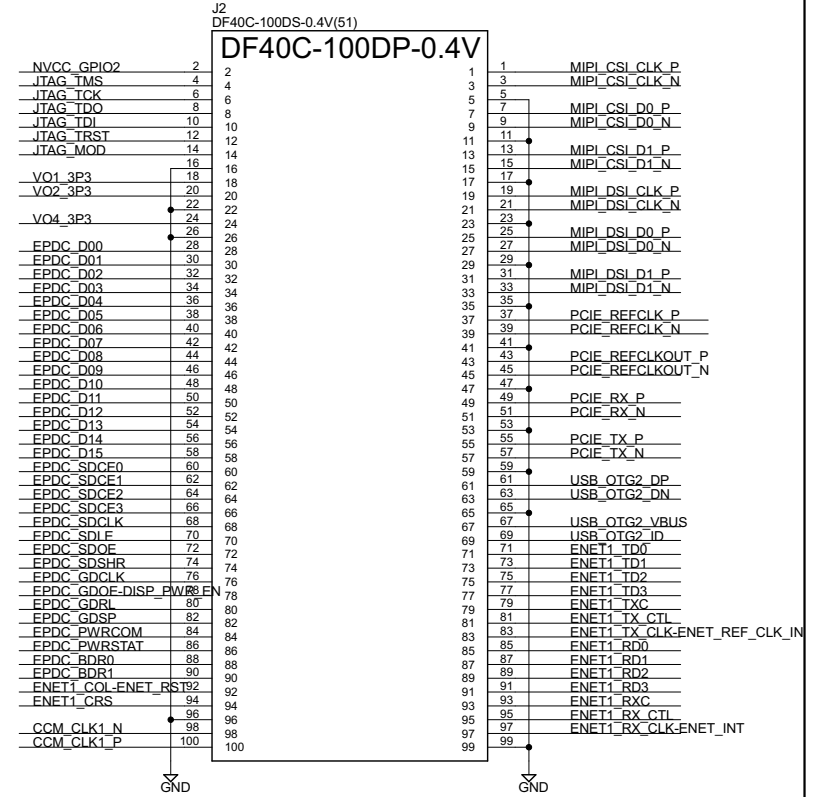 J2
DF40C-100DS-0.4V(51)
DF40C-100DP-0.4V
NVCC_GPIO2 2 2 1 1 MIPI_CSI_CLK_P
JTAG_TMS 4 4 3 3 MIPI_CSI_CLK_N
JTAG_TCK 6 6 5 5
JTAG_TDO 8 8 7 7 MIPI_CSI_D0_P
JTAG_TDI 10 10 9 9 MIPI_CSI_D0_N
JTAG_TRST 12 12 11 11
JTAG_MOD 14 14 13 13 MIPI_CSI_D1_P
16 16 15 15 MIPI_CSI_D1_N
VO1_3P3 18 18 17 17
VO2_3P3 20 20 19 19 MIPI_DSI_CLK_P
22 22 21 21 MIPI_DSI_CLK_N
VO4_3P3 24 24 23 23
26 26 25 25 MIPI_DSI_D0_P
EPDC_D00 28 28 27 27 MIPI_DSI_D0_N
EPDC_D01 30 30 29 29
EPDC_D02 32 32 31 31 MIPI_DSI_D1_P
EPDC_D03 34 34 33 33 MIPI_DSI_D1_N
EPDC_D04 36 36 35 35
EPDC_D05 38 38 37 37 PCIE_REFCLK_P
EPDC_D06 40 40 39 39 PCIE_REFCLK_N
EPDC_D07 42 42 41 41
EPDC_D08 44 44 43 43 PCIE_REFCLKOUT_P
EPDC_D09 46 46 45 45 PCIE_REFCLKOUT_N
EPDC_D10 48 48 47 47
EPDC_D11 50 50 49 49 PCIE_RX_P
EPDC_D12 52 52 51 51 PCIE_RX_N
EPDC_D13 54 54 53 53
EPDC_D14 56 56 55 55 PCIE_TX_P
EPDC_D15 58 58 57 57 PCIE_TX_N
EPDC_SDCE0 60 60 59 59
EPDC_SDCE1 62 62 61 61 USB_OTG2_DP
EPDC_SDCE2 64 64 63 63 USB_OTG2_DN
EPDC_SDCE3 66 66 65 65
EPDC_SDCLK 68 68 67 67 USB_OTG2_VBUS
EPDC_SDLE 70 70 69 69 USB_OTG2_ID
EPDC_SDOE 72 72 71 71 ENET1_TD0
EPDC_SDSHR 74 74 73 73 ENET1_TD1
EPDC_GDCLK 76 76 75 75 ENET1_TD2
EPDC_GDOE-DISP_PWR_EN 78 78 77 77 ENET1_TD3
EPDC_GDRL 80 80 79 79 ENET1_TXC
EPDC_GDSP 82 82 81 81 ENET1_TX_CTL
EPDC_PWRCOM 84 84 83 83 ENET1_TX_CLK-ENET_REF_CLK_IN
EPDC_PWRSTAT 86 86 85 85 ENET1_RD0
EPDC_BDR0 88 88 87 87 ENET1_RD1
EPDC_BDR1 90 90 89 89 ENET1_RD2
ENET1_COL-ENET_RST 92 92 91 91 ENET1_RD3
ENET1_CRS 94 94 93 93 ENET1_RXC
96 96 95 95 ENET1_RX_CTL
CCM_CLK1_N 98 98 97 97 ENET1_RX_CLK-ENET_INT
CCM_CLK1_P 100 100 99 99
GND GND